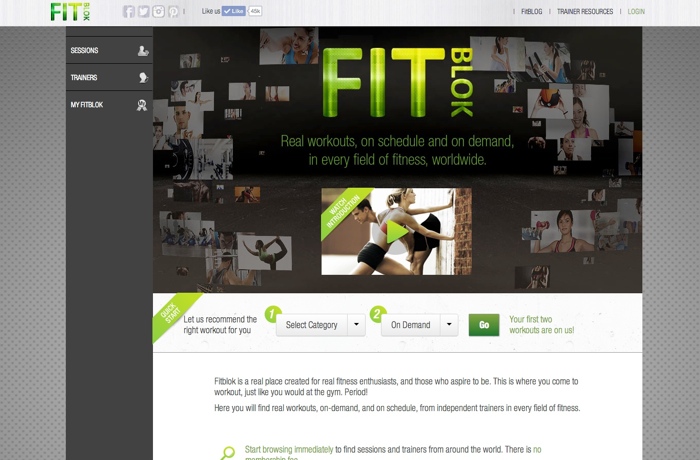 FIT BLOK
Like us
Like
45k
FitBLOG
TRAINER RESOURCES
LOGIN
SESSIONS
TRAINERS
MY FITBLOK
FIT BLOK
Real workouts, on schedule and on demand,
in every field of fitness, worldwide.
WATCH
INTRODUCTION
QUICK
START
Let us recommend the
right workout for you
1
Select Category
2
On Demand
Go
Your first two
workouts are on us!
Fitblok is a real place created for real fitness enthusiasts, and those who aspire to be. This is where you come to
workout, just like you would at the gym. Period!
Here you will find real workouts, on-demand, and on schedule, from independent trainers in every field of fitness.
Start browsing immediately to find sessions and trainers from around the world. There is no
membership fee